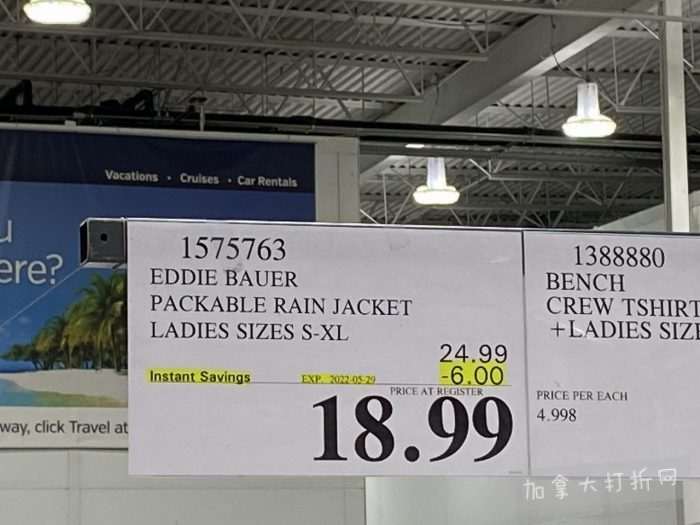 Vacations • Cruises • Car Rentals
ere?
way, click Travel at
1575763
EDDIE BAUER
PACKABLE RAIN JACKET
LADIES SIZES S-XL
24.99
Instant Savings EXP. 2022-05-29 -6.00
PRICE AT REGISTER
18.99
1388880
BENCH
CREW TSHIRT
+LADIES SIZE
PRICE PER EACH
4.998
加拿大打折网